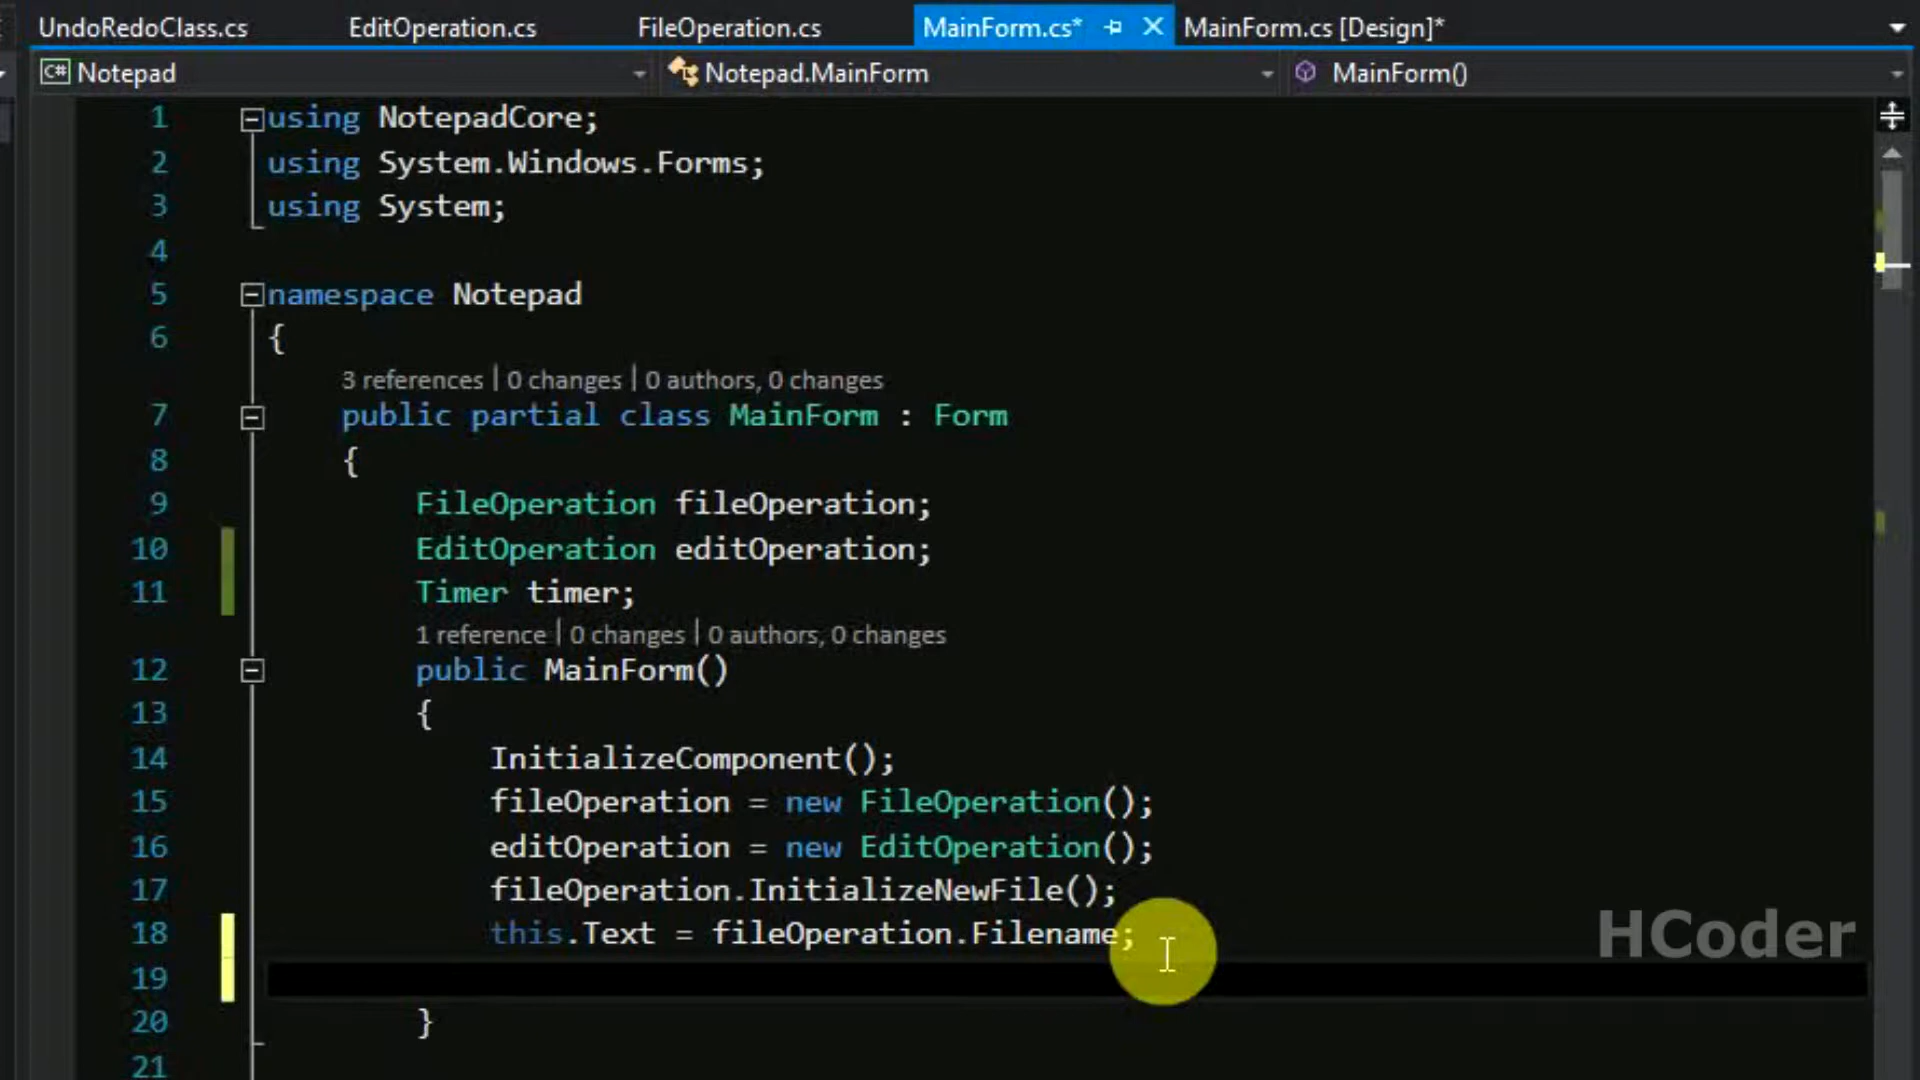 UndoRedoClass.cs EditOperation.cs FileOperation.cs MainForm.cs* MainForm.cs [Design]*
C# Notepad Notepad.MainForm MainForm()
1 using NotepadCore;
2 using System.Windows.Forms;
3 using System;
4
5 namespace Notepad
6 {
3 references | 0 changes | 0 authors, 0 changes
7 public partial class MainForm : Form
8 {
9 FileOperation fileOperation;
10 EditOperation editOperation;
11 Timer timer;
1 reference | 0 changes | 0 authors, 0 changes
12 public MainForm()
13 {
14 InitializeComponent();
15 fileOperation = new FileOperation();
16 editOperation = new EditOperation();
17 fileOperation.InitializeNewFile();
18 this.Text = fileOperation.Filename;
HCoder
19
20 }
21